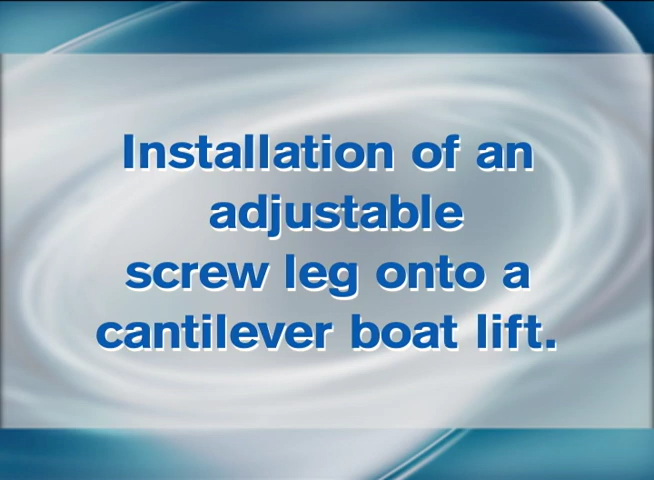 Installation of an
adjustable
screw leg onto a
cantilever boat lift.